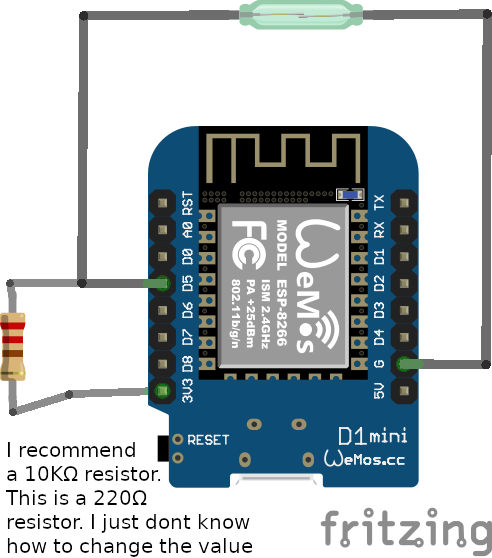 RST
A0
D0
D5
D6
D7
D8
3V3
TX
RX
D1
D2
D3
D4
G
5V
WeMos
MODEL ESP-8266
ISM 2.4GHz
PA +25dBm
802.11b/g/n
FC
RESET
D1 mini
WeMos.cc
I recommend
a 10KΩ resistor.
This is a 220Ω
resistor. I just dont know
how to change the value
fritzing